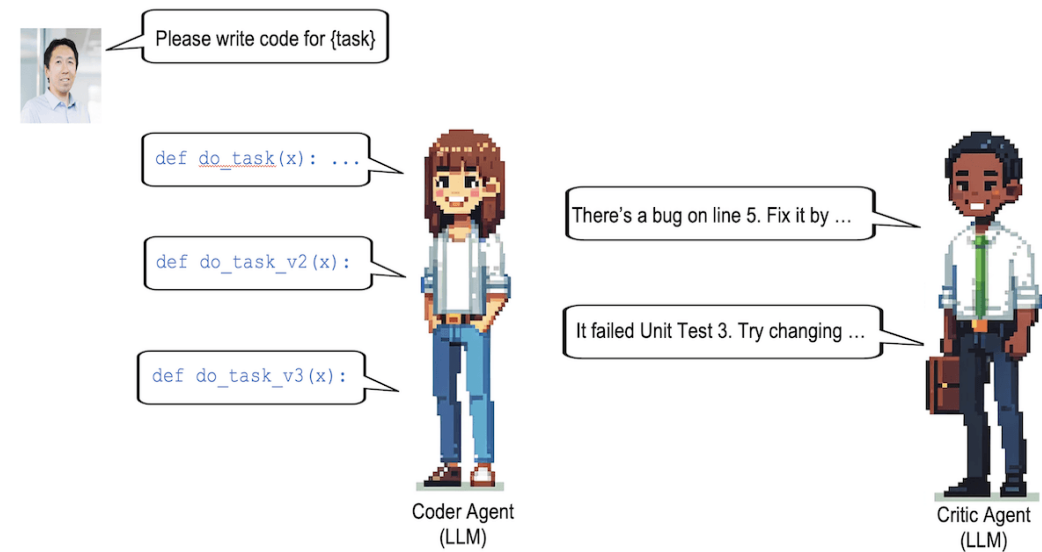 Please write code for {task}
def do_task(x): ...
There's a bug on line 5. Fix it by …
def do_task_v2(x):
It failed Unit Test 3. Try changing …
def do_task_v3(x):
Coder Agent
(LLM)
Critic Agent
(LLM)